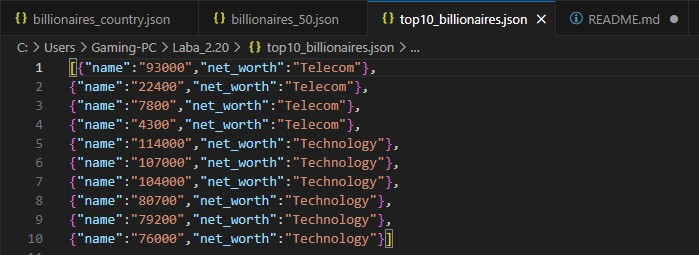 billionaires_country.json billionaires_50.json top10_billionaires.json README.md
C: > Users > Gaming-PC > Laba_2.20 > {} top10_billionaires.json > ...
1 [{"name":"93000","net_worth":"Telecom"},
2 {"name":"22400","net_worth":"Telecom"},
3 {"name":"7800","net_worth":"Telecom"},
4 {"name":"4300","net_worth":"Telecom"},
5 {"name":"114000","net_worth":"Technology"},
6 {"name":"107000","net_worth":"Technology"},
7 {"name":"104000","net_worth":"Technology"},
8 {"name":"80700","net_worth":"Technology"},
9 {"name":"79200","net_worth":"Technology"},
10 {"name":"76000","net_worth":"Technology"}]